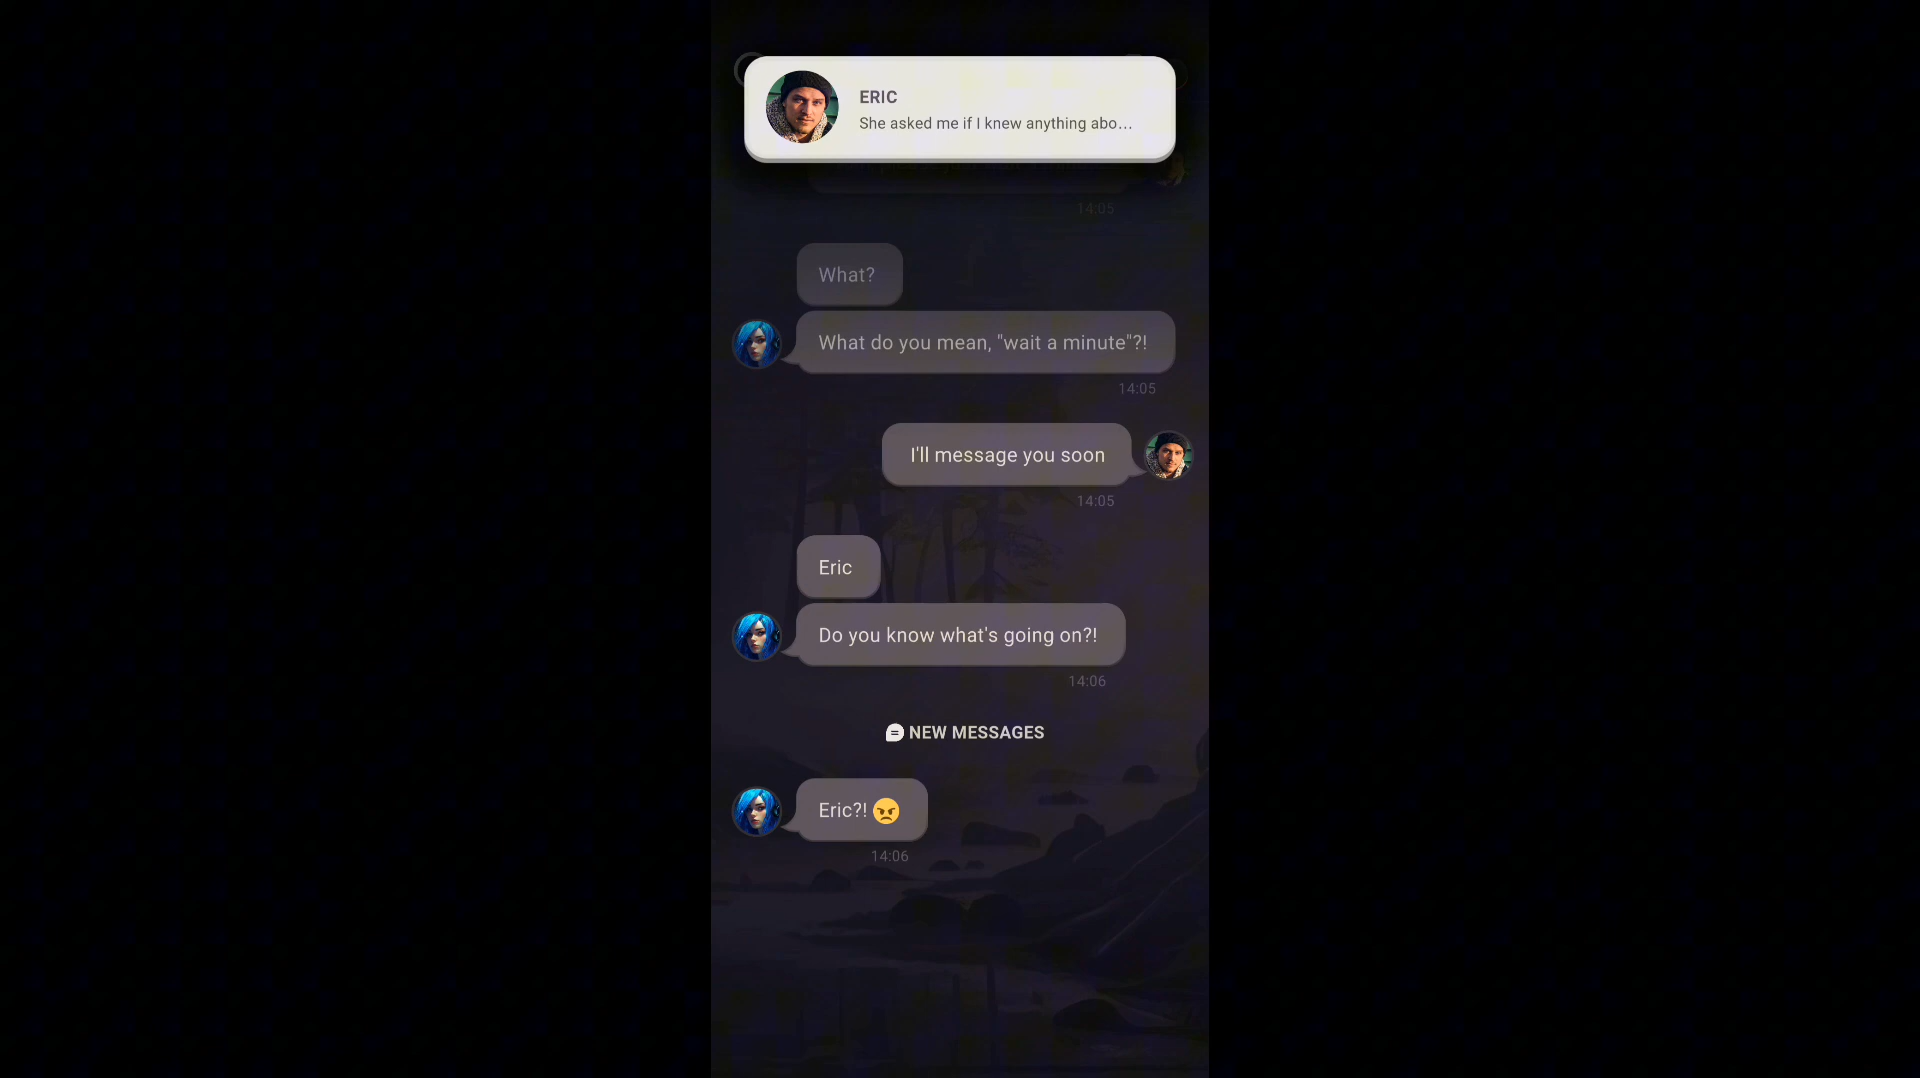 ERIC
She asked me if I knew anything abo...
14:05
What?
What do you mean, "wait a minute"?!
14:05
I'll message you soon
14:05
Eric
Do you know what's going on?!
14:06
NEW MESSAGES
Eric?! 😠
14:06